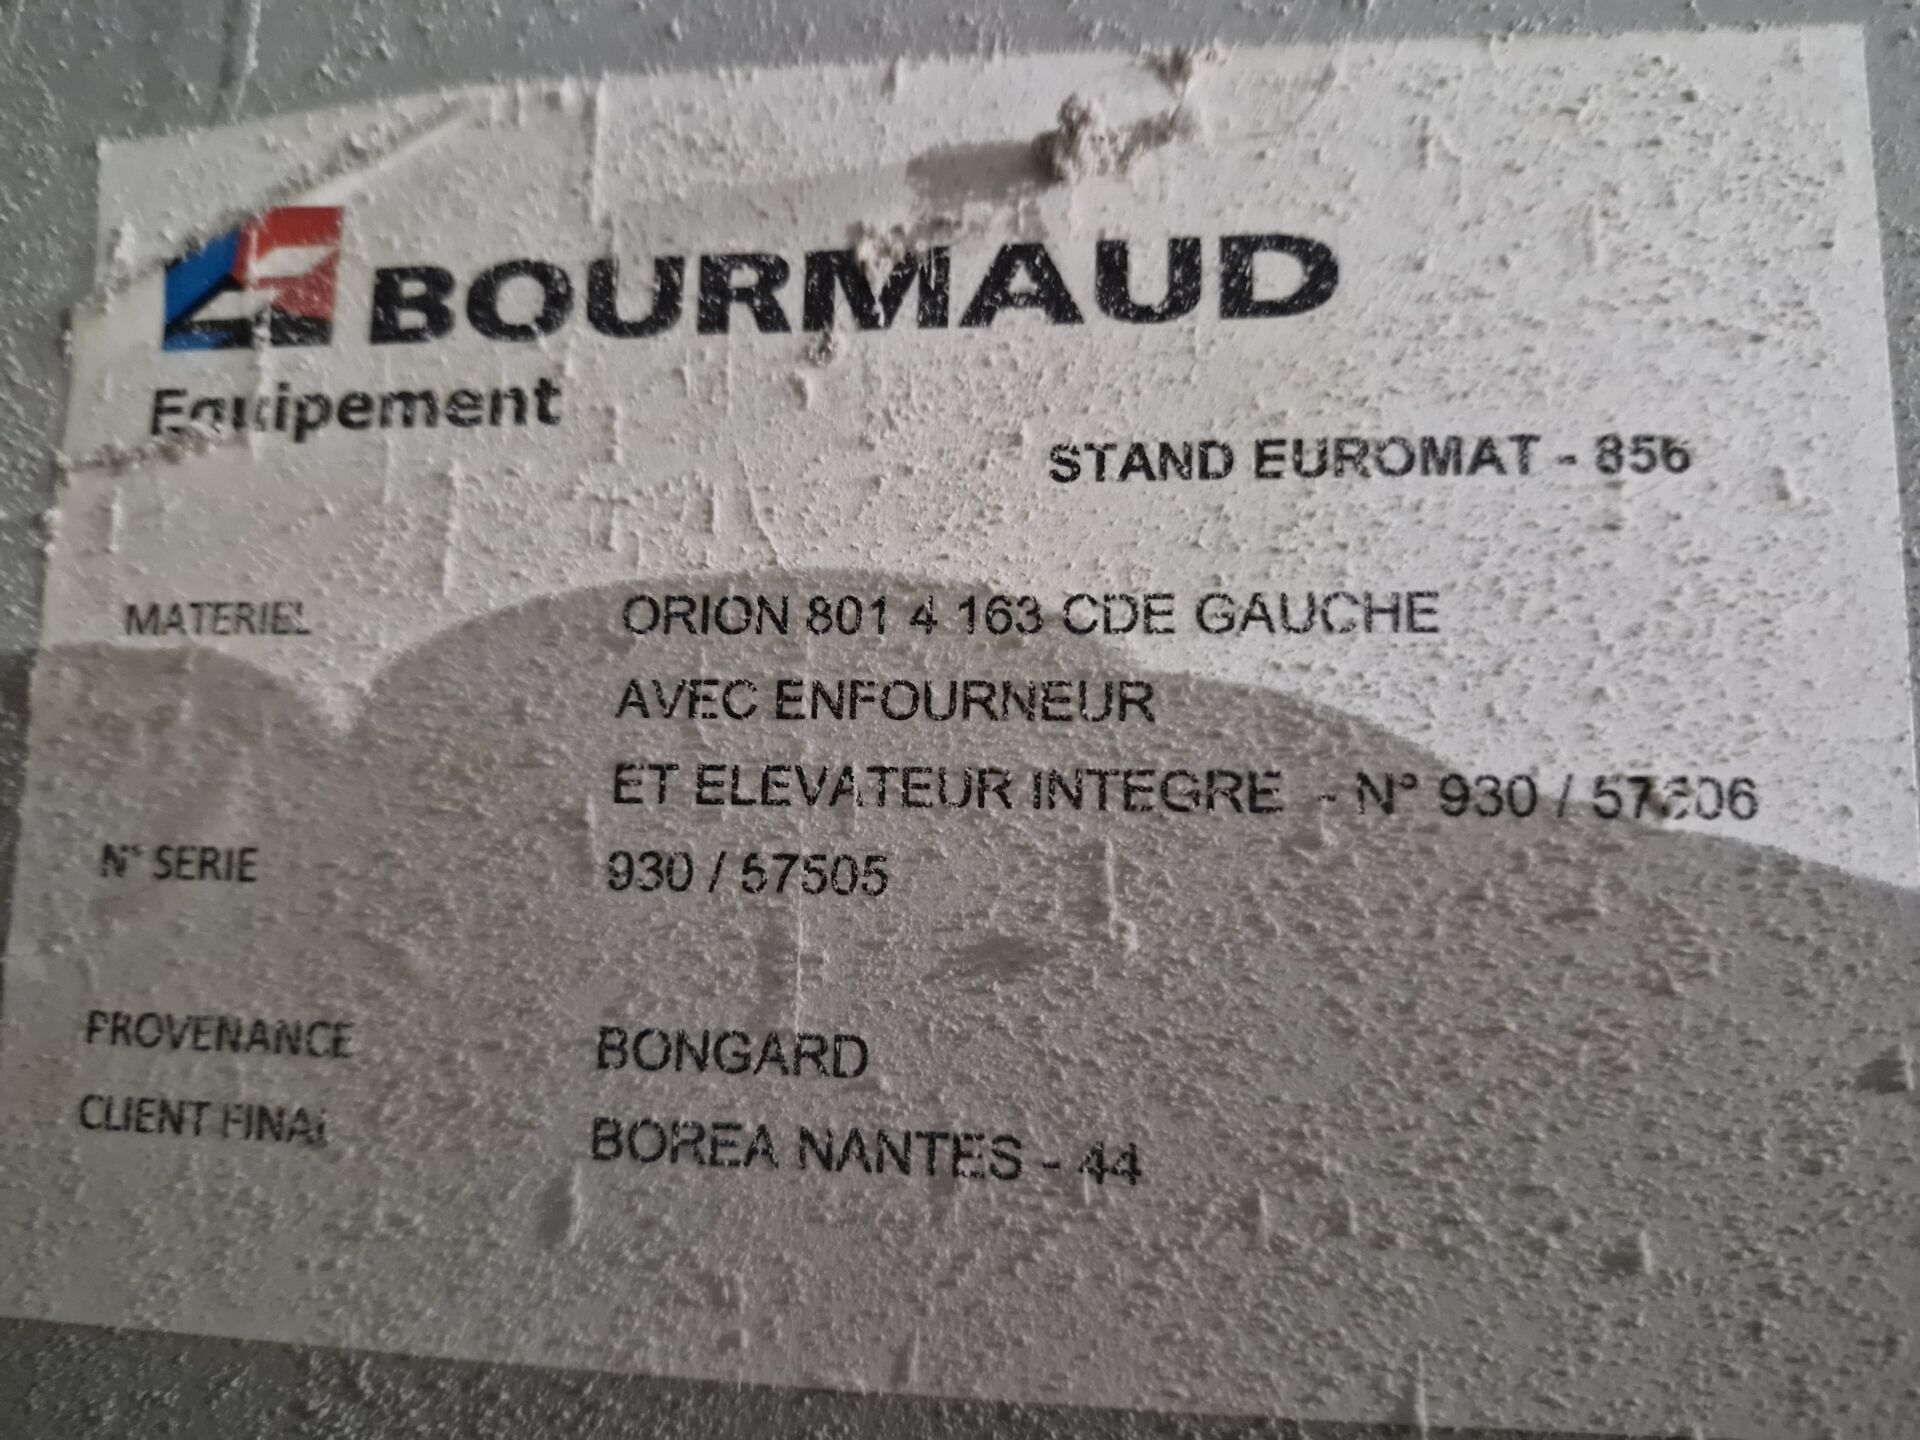 BOURMAUD
Equipement
STAND EUROMAT - 856
MATERIEL ORION 801 4 163 CDE GAUCHE
AVEC ENFOURNEUR
ET ELEVATEUR INTEGRE - N° 930 /
N° SERIE 930 / 57505
PROVENANCE BONGARD
CLIENT FINAL BOREA NANTES - 44